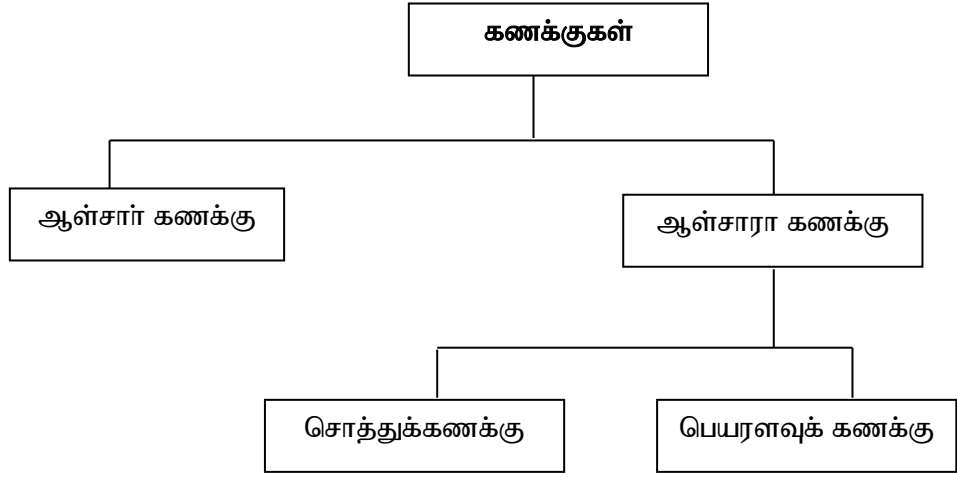 கணக்குகள்
ஆள்சார் கணக்கு
ஆள்சாரா கணக்கு
சொத்துக்கணக்கு
பெயரளவுக் கணக்கு